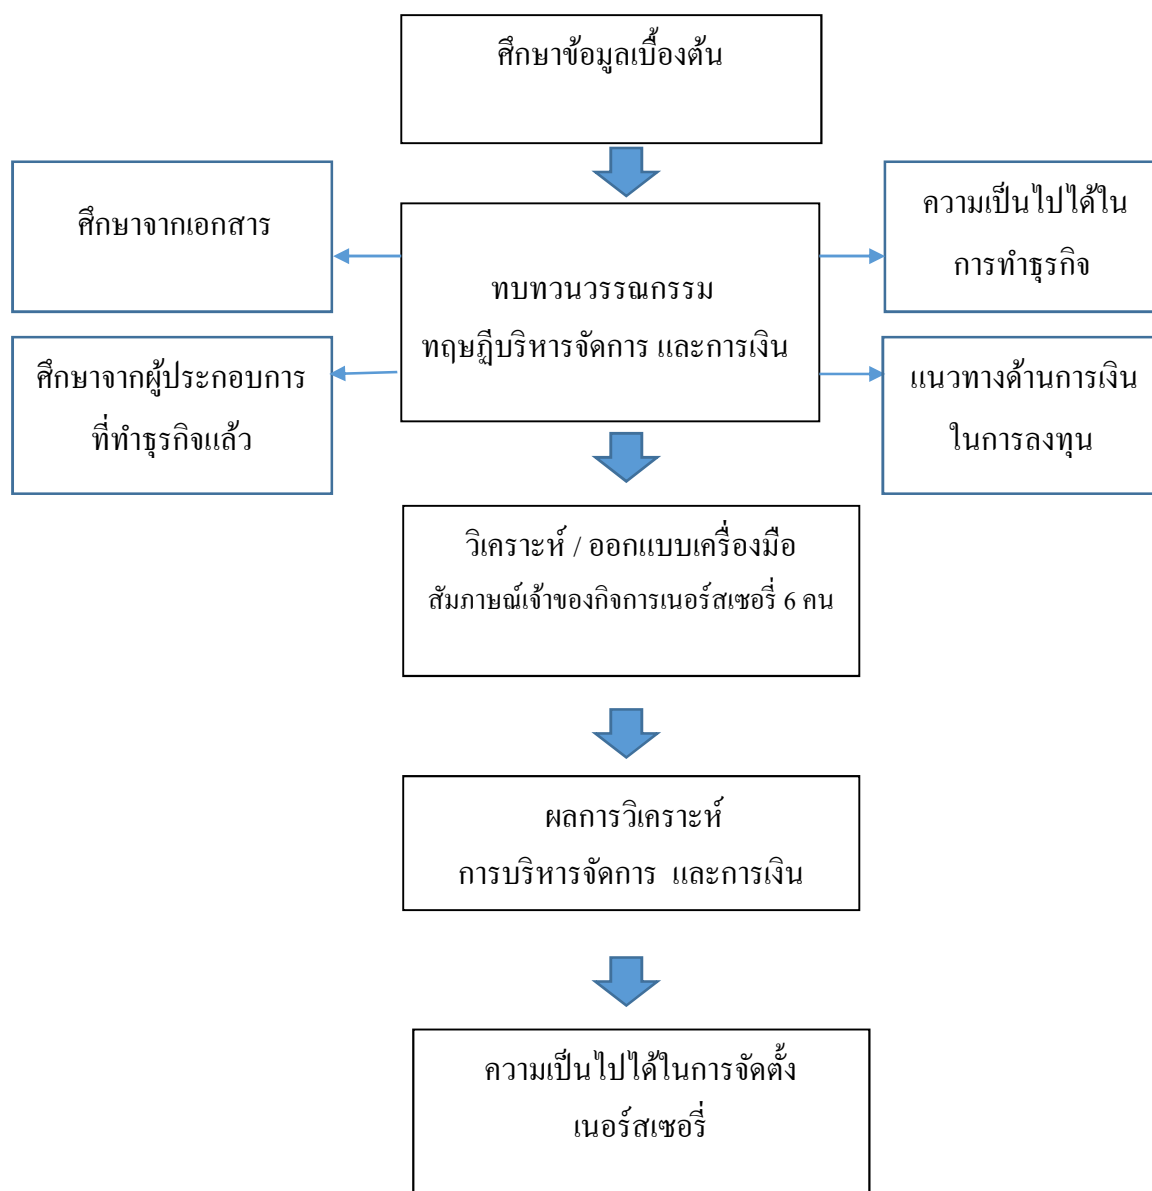 ศึกษาข้อมูลเบื้องต้น
ศึกษาจากเอกสาร
ความเป็นไปได้ใน
การทำธุรกิจ
ทบทวนวรรณกรรม
ทฤษฎีบริหารจัดการ และการเงิน
ศึกษาจากผู้ประกอบการ
ที่ทำธุรกิจแล้ว
แนวทางด้านการเงิน
ในการลงทุน
วิเคราะห์ / ออกแบบเครื่องมือ
สัมภาษณ์เจ้าของกิจการเนอร์สเซอรี่ 6 คน
ผลการวิเคราะห์
การบริหารจัดการ และการเงิน
ความเป็นไปได้ในการจัดตั้ง
เนอร์สเซอรี่